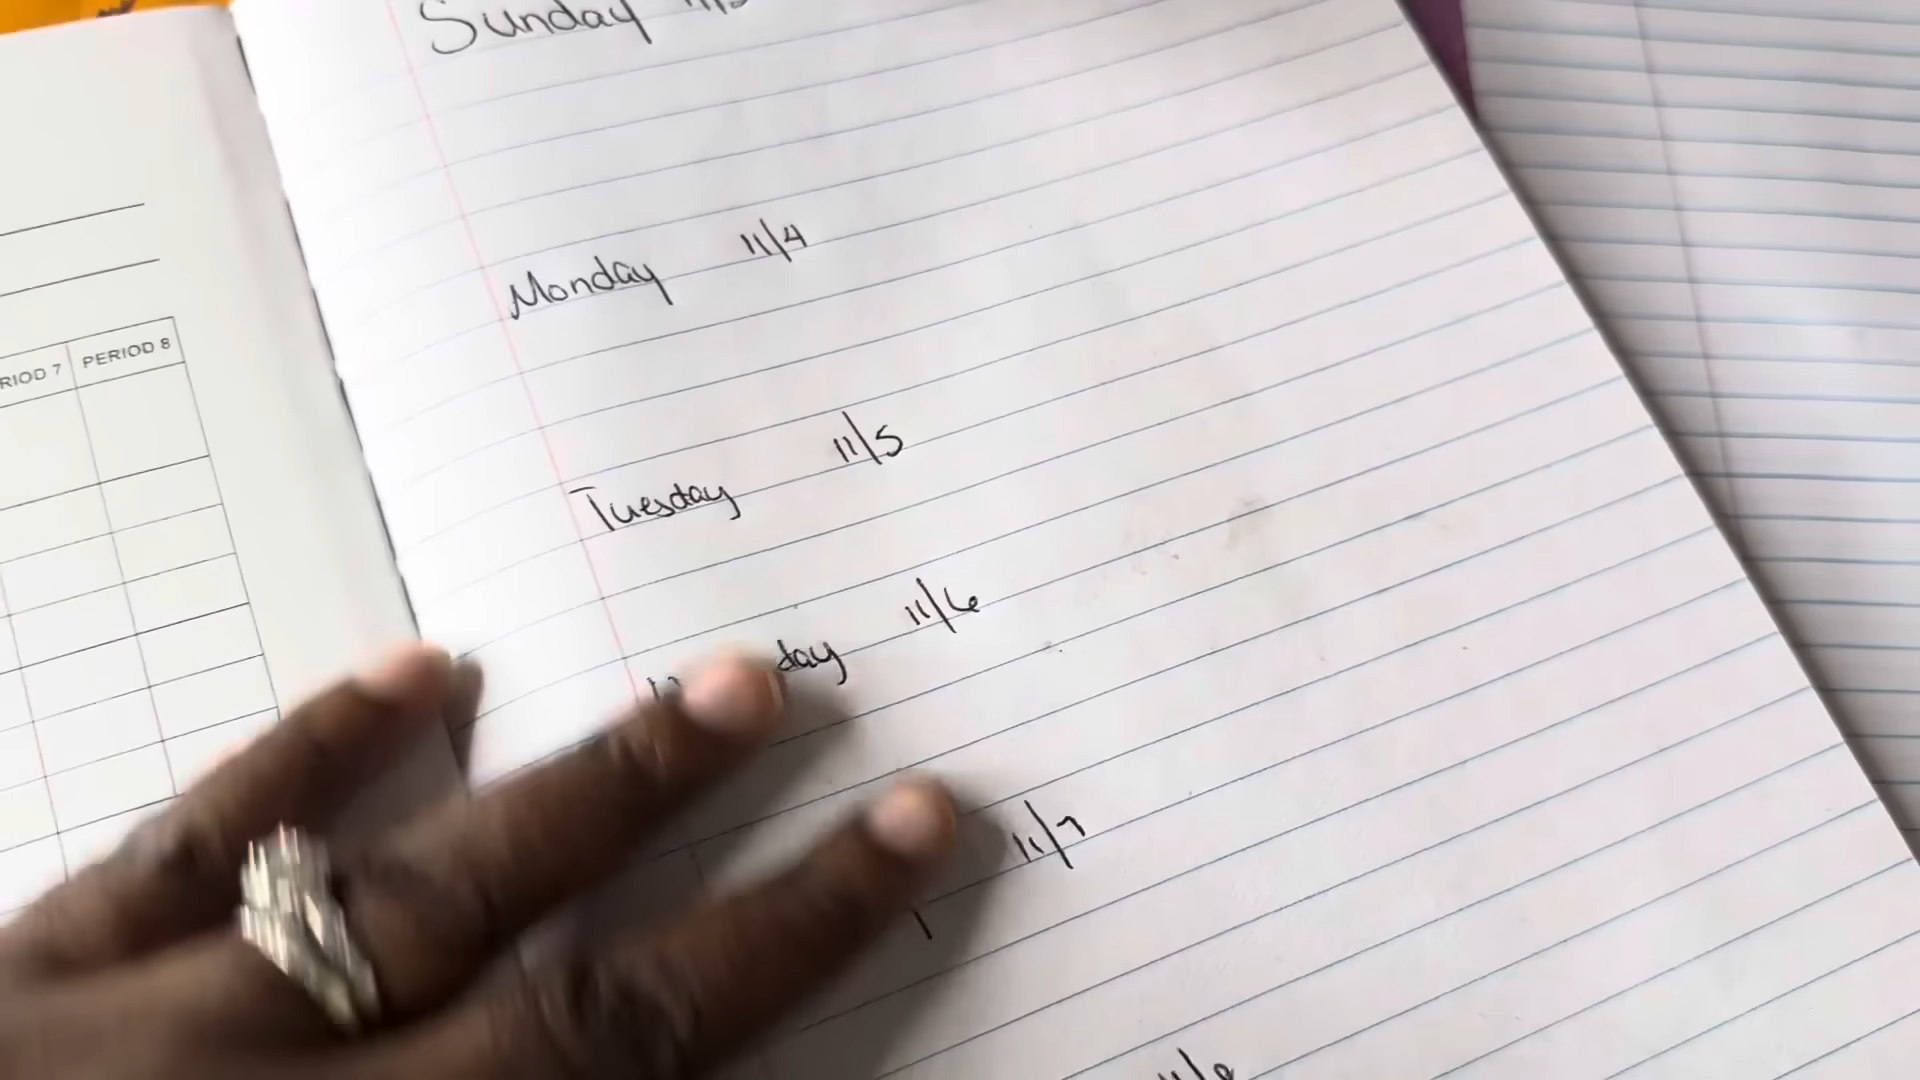 Sunday
Monday 11/4
Tuesday 11/5
day 11/6
11/7
PERIOD 7 PERIOD 8